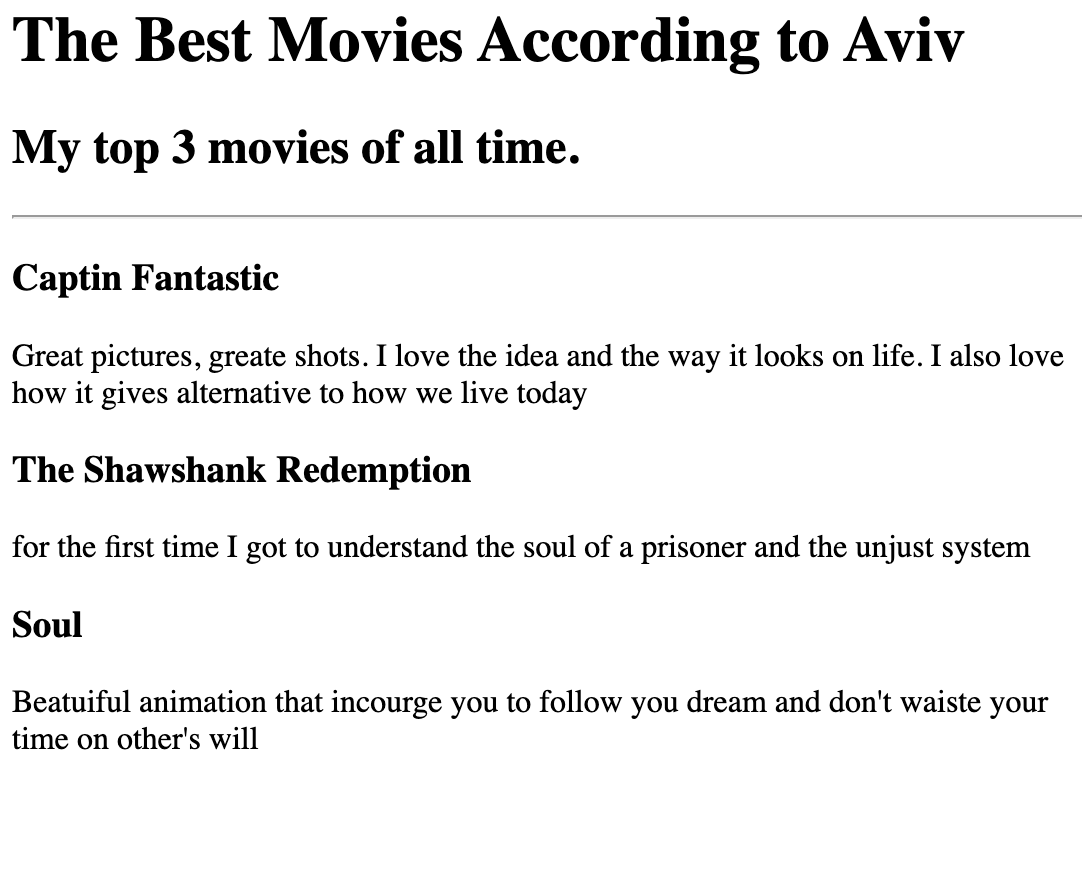 The Best Movies According to Aviv
My top 3 movies of all time.
Captin Fantastic
Great pictures, greate shots. I love the idea and the way it looks on life. I also love
how it gives alternative to how we live today
The Shawshank Redemption
for the first time I got to understand the soul of a prisoner and the unjust system
Soul
Beatuiful animation that incourge you to follow you dream and don't waiste your
time on other's will